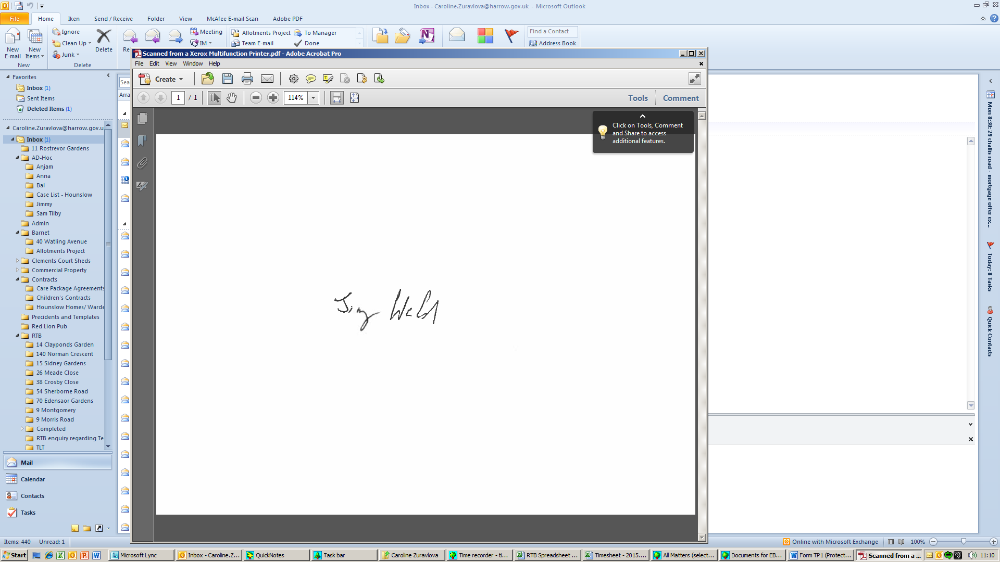 Inbox - Caroline.Zuravlova@harrow.gov.uk - Microsoft Outlook
File Home Iken Send / Receive Folder View McAfee E-mail Scan Adobe PDF
New E-mail
New Items
New
Ignore
Clean Up
Junk
Delete
Delete
Meeting
IM
Allotments Project
Team E-mail
To Manager
Done
Find a Contact
Address Book
Scanned from a Xerox Multifunction Printer.pdf - Adobe Acrobat Pro
File Edit View Window Help
Create
1 / 1
114%
Tools Comment
Click on Tools, Comment
and Share to access
additional features.
Favorites
Inbox (1)
Sent Items
Deleted Items (1)
Caroline.Zuravlova@harrow.gov.u
Inbox (1)
11 Rostrevor Gardens
AD-Hoc
Anjam
Anna
Bal
Case List - Hounslow
Jimmy
Sam Tilby
Admin
Barnet
40 Watling Avenue
Allotments Project
Clements Court Sheds
Commercial Property
Contracts
Care Package Agreements
Children's Contracts
Hounslow Homes/ Warde
Precidents and Templates
Red Lion Pub
RTB
14 Clayponds Garden
140 Norman Crescent
15 Sidney Gardens
26 Meade Close
38 Crosby Close
54 Sherborne Road
70 Edensaor Gardens
9 Montgomery
9 Morris Road
Completed
RTB enquiry regarding Te
TLT
Mail
Calendar
Contacts
Tasks
Mon 8:30: 29 challis road - mortgage offer ex...
Today: 8 Tasks
Quick Contacts
Items: 440 Unread: 1
Online with Microsoft Exchange 100%
Start Microsoft Lync Inbox - Caroline.Z... QuickNotes Task bar Caroline Zuravlova Time recorder - ti... RTB Spreadsheet ... Timesheet - 2015.... All Matters (select... Documents for EB... Form TP1 (Protect... Scanned from a ... 11:10